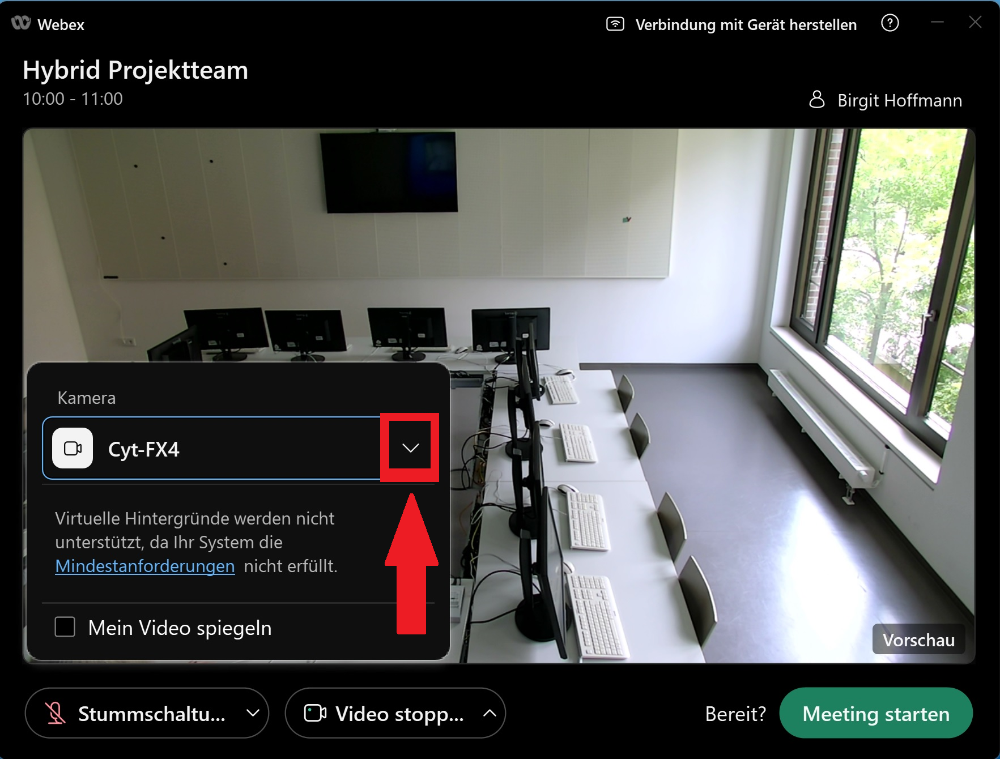 Webex
Verbindung mit Gerät herstellen
Hybrid Projektteam
10:00 - 11:00
Birgit Hoffmann
Kamera
Cyt-FX4
Virtuelle Hintergründe werden nicht
unterstützt, da Ihr System die
Mindestanforderungen nicht erfüllt.
Mein Video spiegeln
Vorschau
Stummschaltu...
Video stopp...
Bereit?
Meeting starten